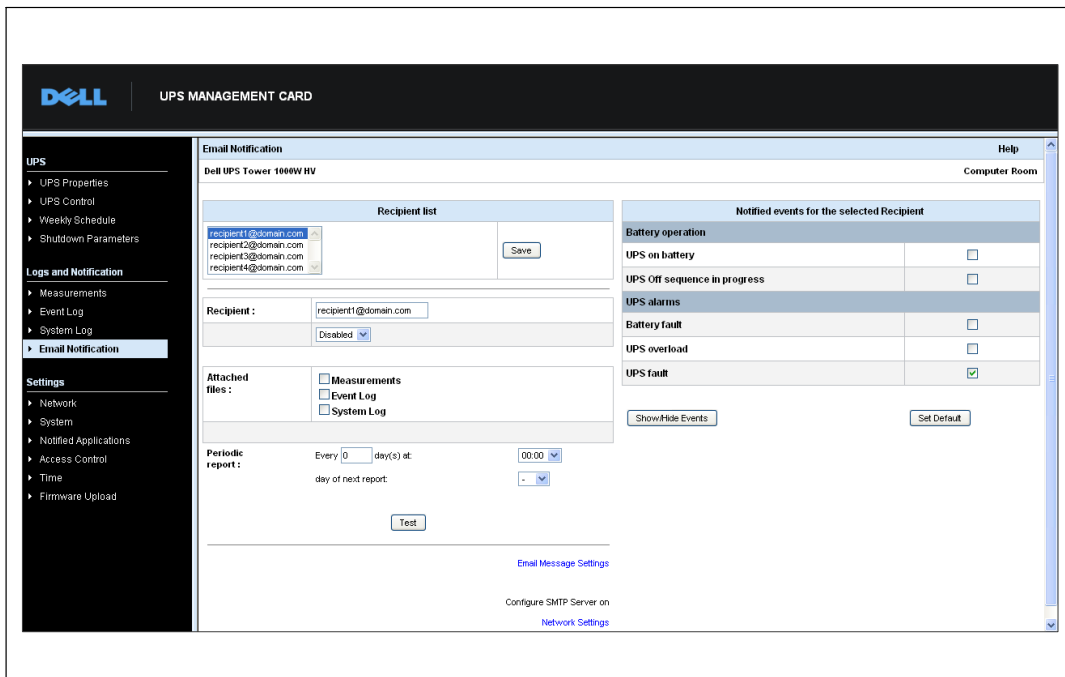 DELL
UPS MANAGEMENT CARD
UPS
UPS Properties
UPS Control
Weekly Schedule
Shutdown Parameters
Logs and Notification
Measurements
Event Log
System Log
Email Notification
Settings
Network
System
Notified Applications
Access Control
Time
Firmware Upload
Email Notification Help
Dell UPS Tower 1000W HV Computer Room
Recipient list
recipient1@domain.com
recipient2@domain.com
recipient3@domain.com
recipient4@domain.com
Save
Recipient : recipient1@domain.com
Disabled
Attached files :
Measurements
Event Log
System Log
Periodic report :
Every 0 day(s) at: 00:00
day of next report: -
Test
Email Message Settings
Configure SMTP Server on
Network Settings
Notified events for the selected Recipient
Battery operation
UPS on battery
UPS Off sequence in progress
UPS alarms
Battery fault
UPS overload
UPS fault
Show/Hide Events Set Default